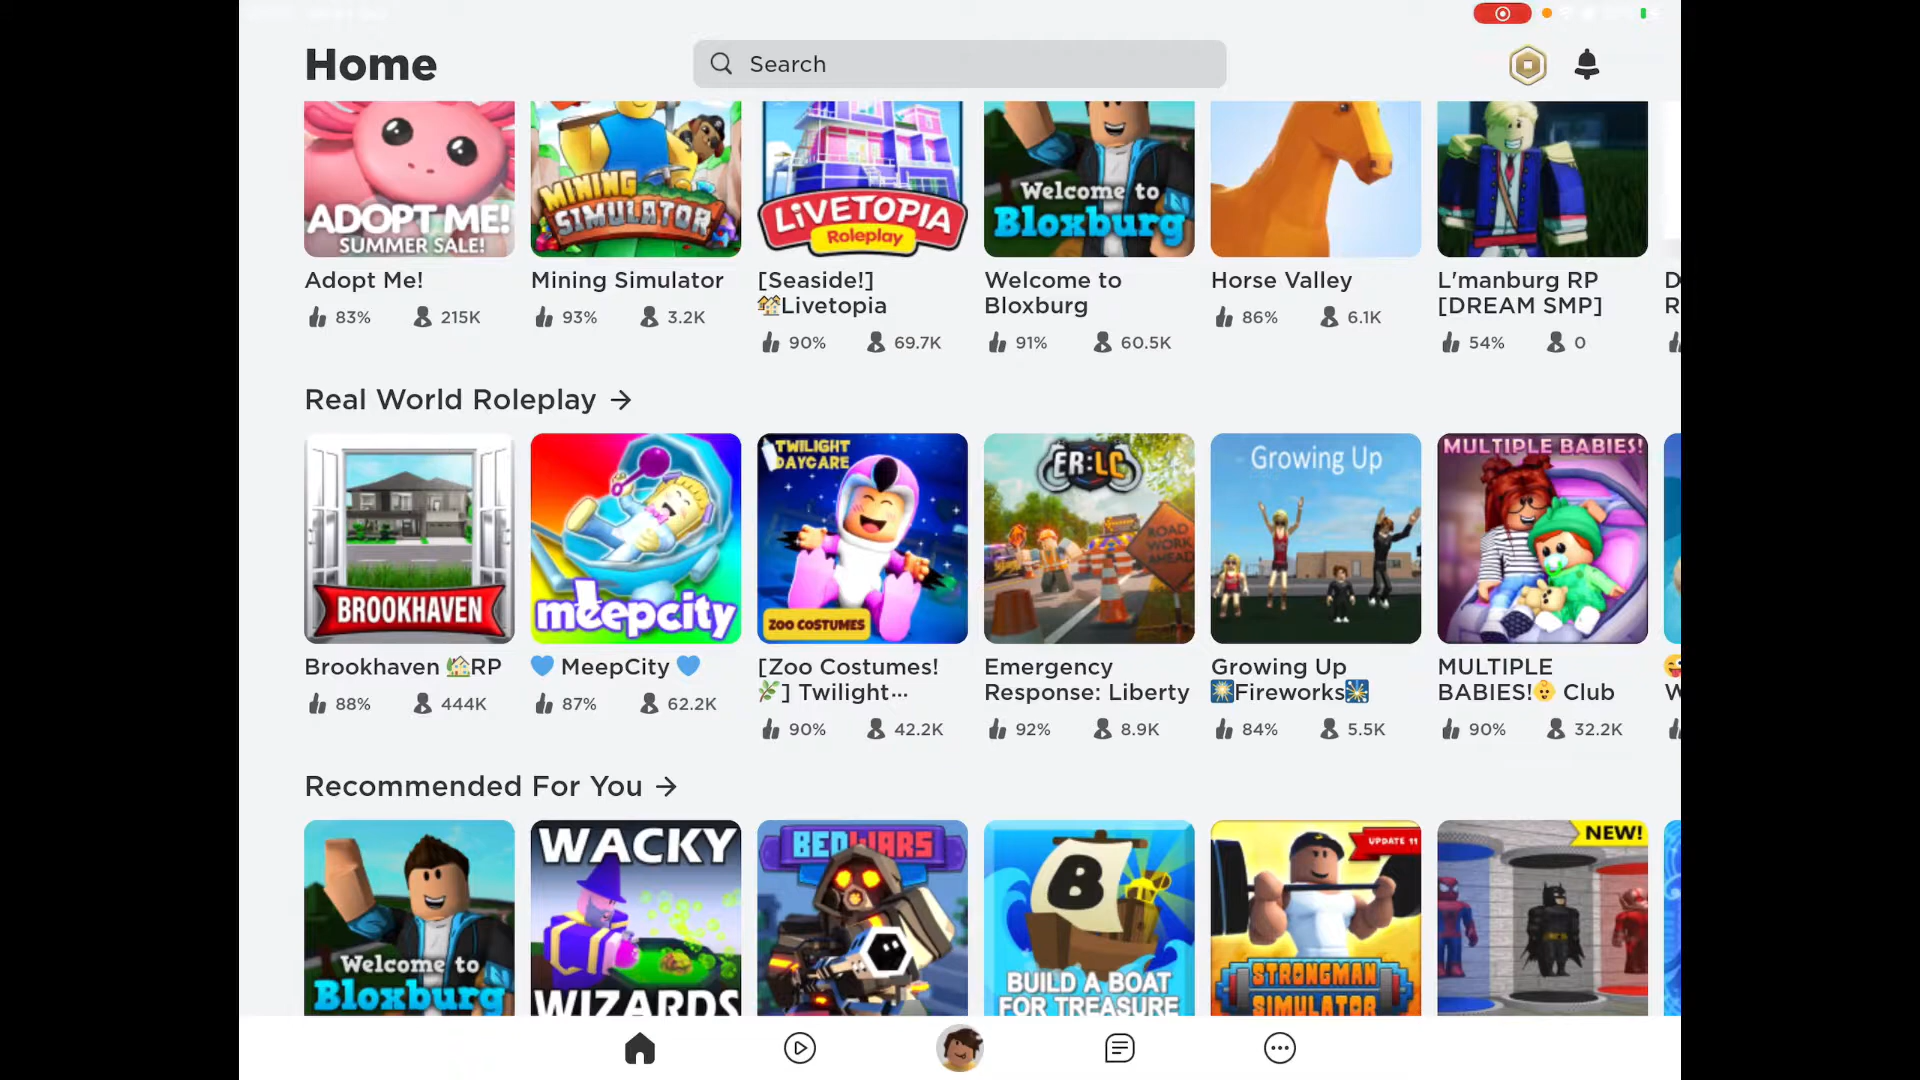 Home
Search
ADOPT ME!
SUMMER SALE!
MINING
SIMULATOR
LiVETOPIA
Roleplay
Welcome to
Bloxburg
Adopt Me!
Mining Simulator
[Seaside!]
🏘️Livetopia
Welcome to
Bloxburg
Horse Valley
L'manburg RP
[DREAM SMP]
D
R
83%
215K
93%
3.2K
90%
69.7K
91%
60.5K
86%
6.1K
54%
0
Real World Roleplay →
BROOKHAVEN
meepcity
TWILIGHT
DAYCARE
ZOO COSTUMES
ER:LC
ROAD
WORK
AHEAD
Growing Up
MULTIPLE BABIES!
Brookhaven 🏡RP
💙 MeepCity 💙
[Zoo Costumes!
🌿] Twilight...
Emergency
Response: Liberty
Growing Up
🎆Fireworks🎇
MULTIPLE
BABIES!👶 Club
😜
W
88%
444K
87%
62.2K
90%
42.2K
92%
8.9K
84%
5.5K
90%
32.2K
Recommended For You →
Welcome to
Bloxburg
WACKY
WIZARDS
BEDWARS
B
BUILD A BOAT
FOR TREASURE
UPDATE 11
STRONGMAN
SIMULATOR
NEW!